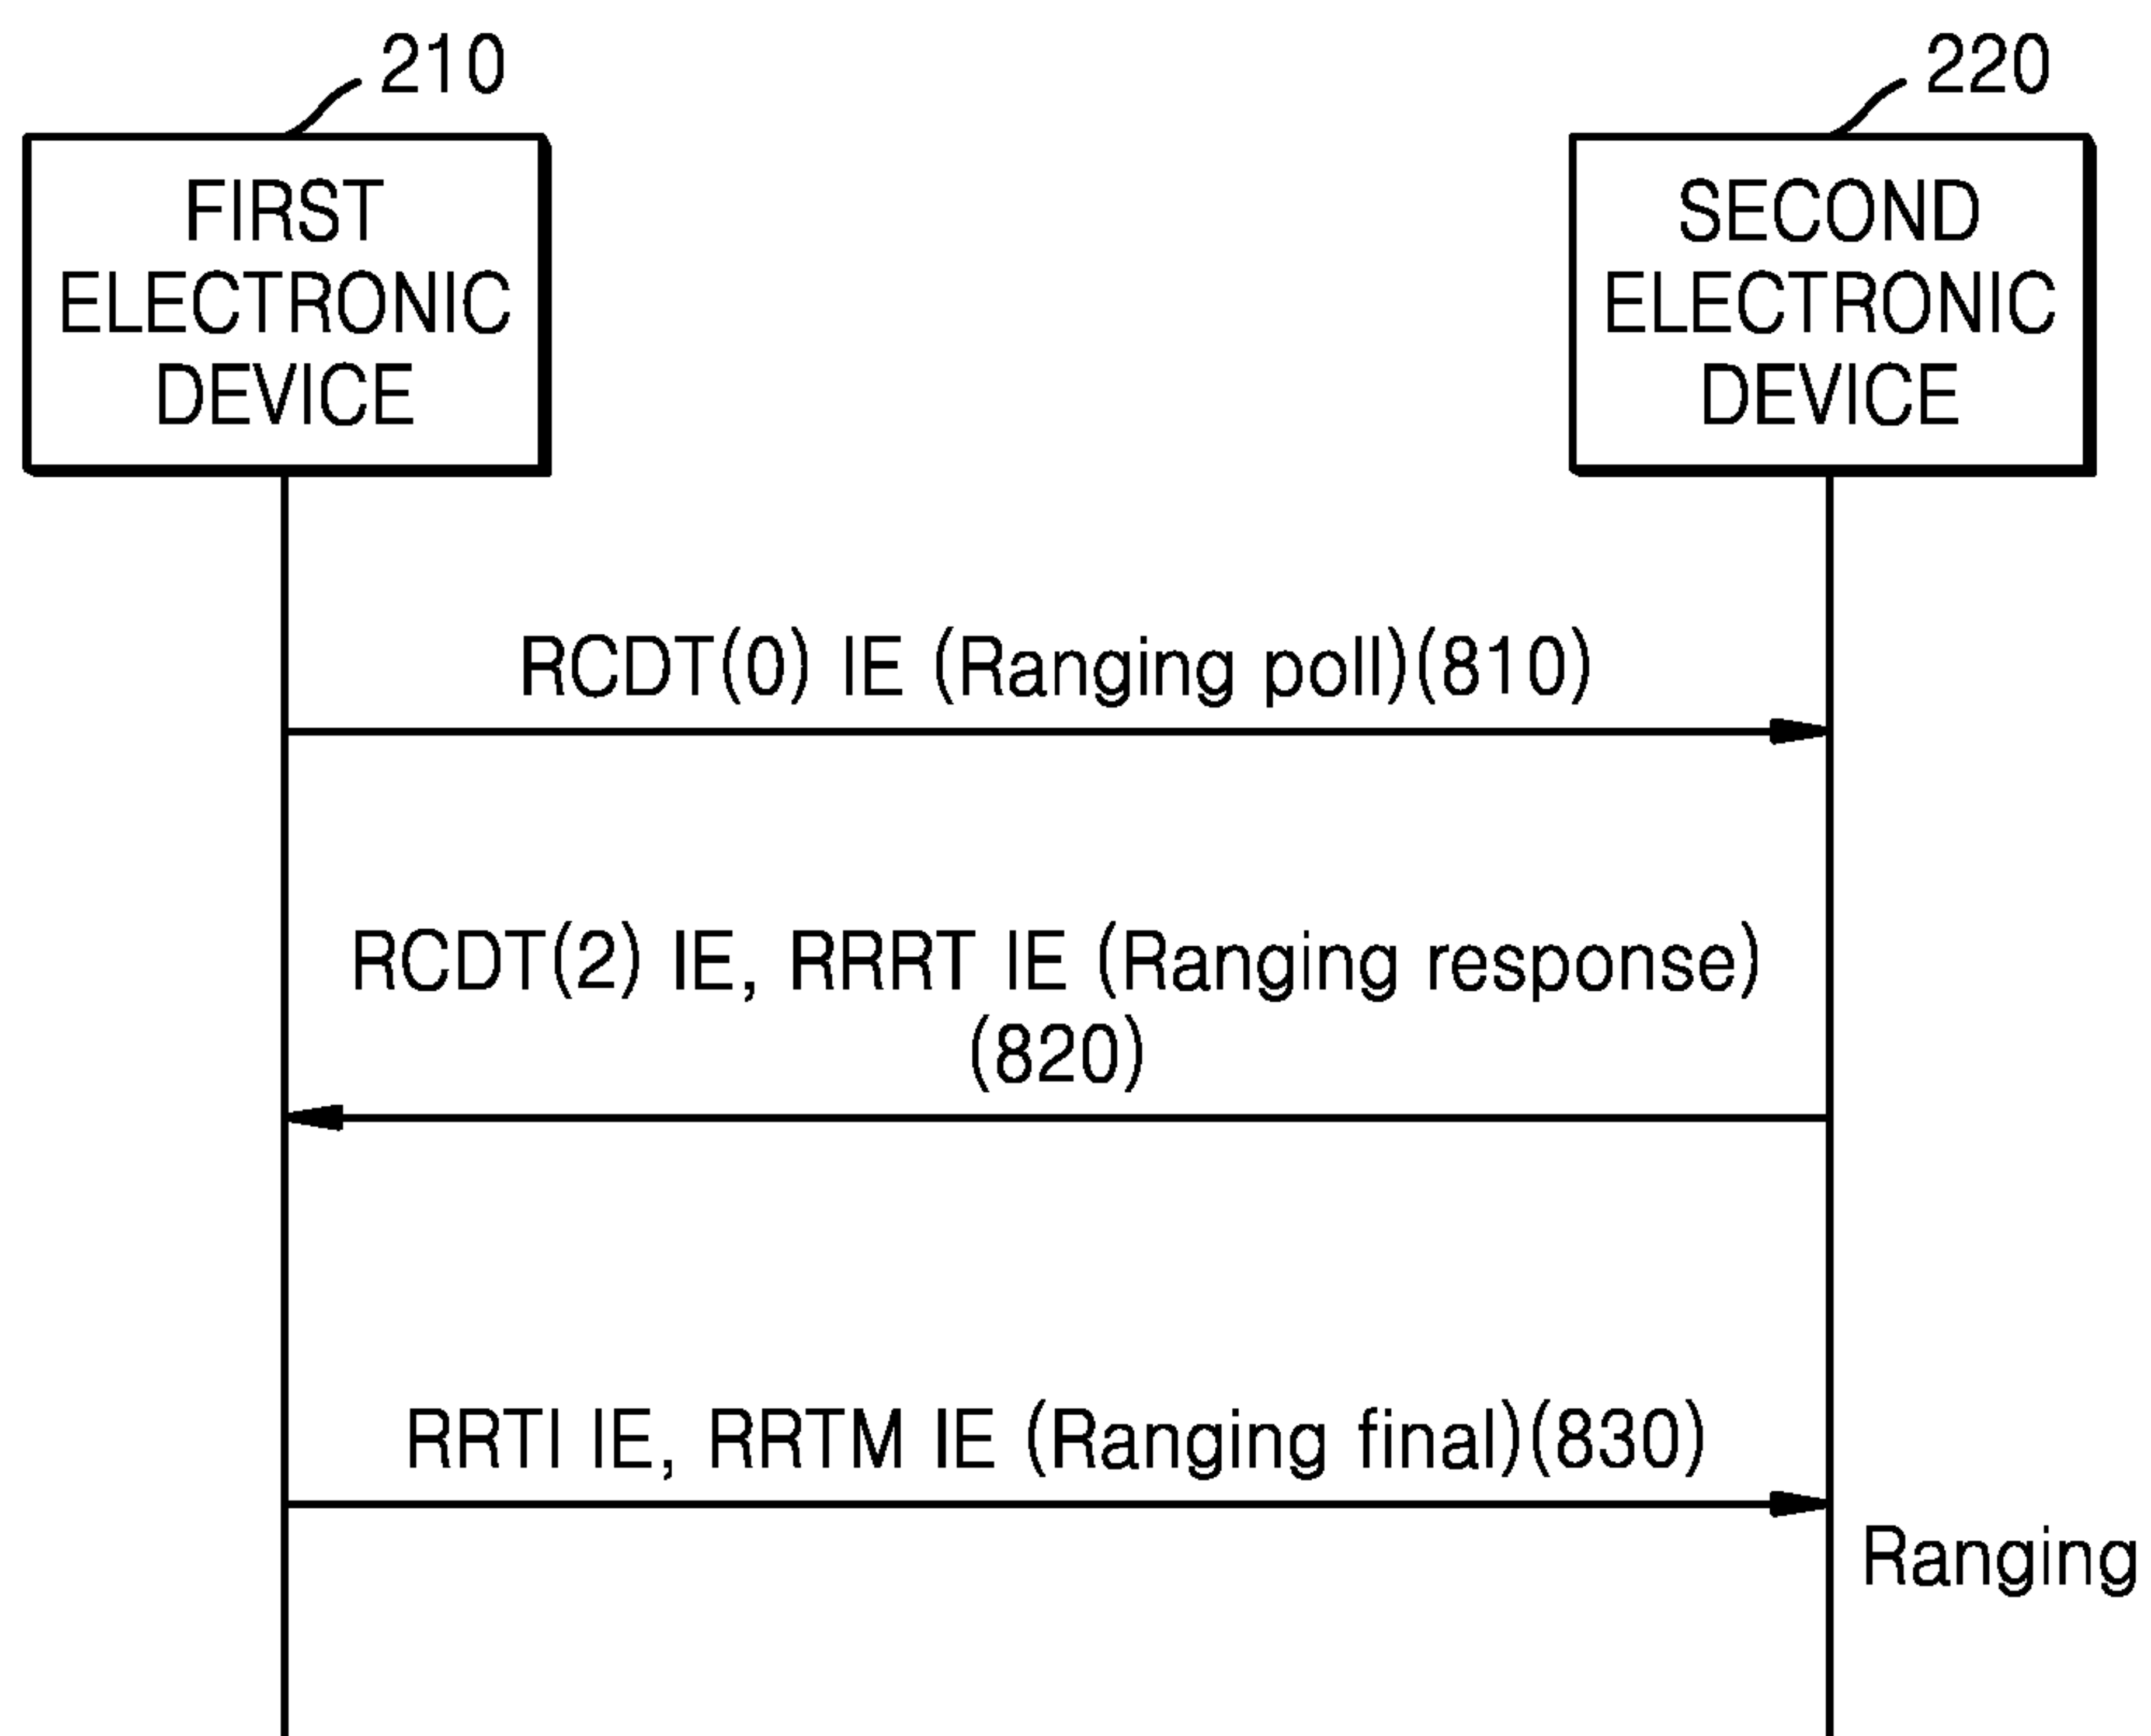 210
220
FIRST
ELECTRONIC
DEVICE
SECOND
ELECTRONIC
DEVICE
RCDT(0) IE (Ranging poll)(810)
RCDT(2) IE, RRRT IE (Ranging response)
(820)
RRTI IE, RRTM IE (Ranging final)(830)
Ranging